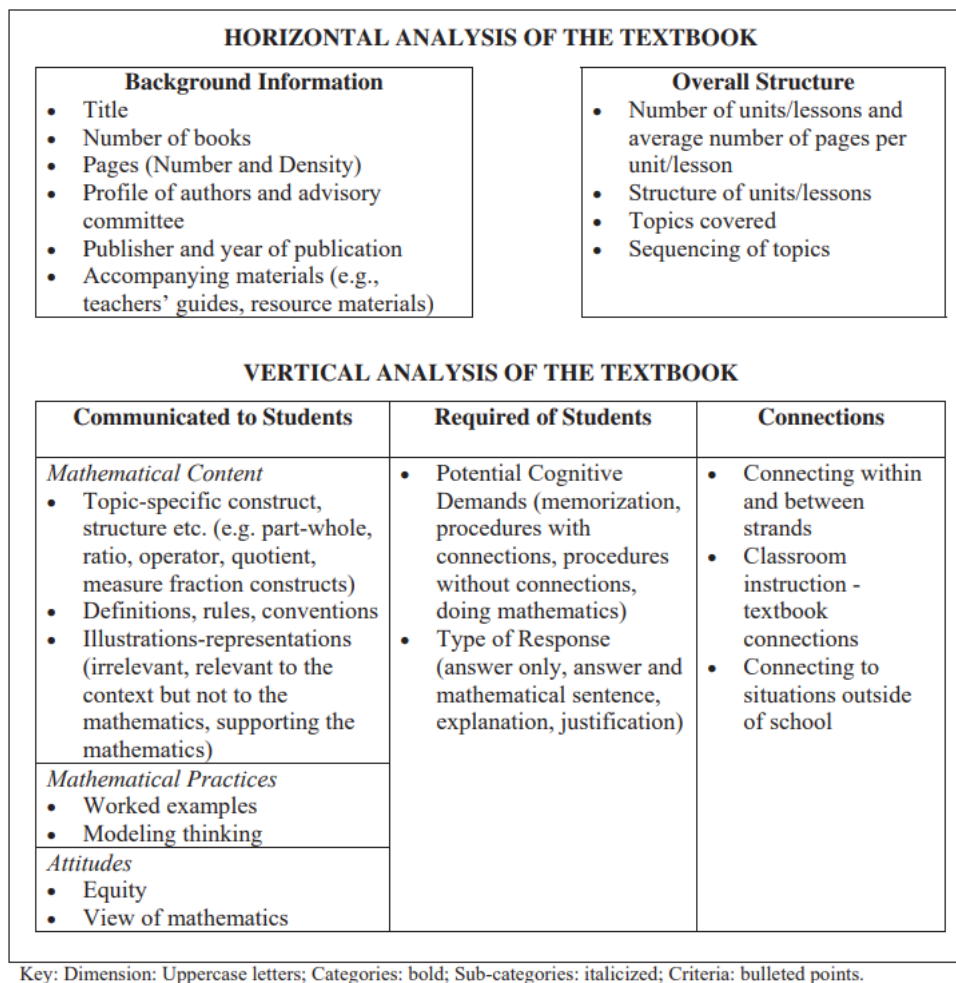 HORIZONTAL ANALYSIS OF THE TEXTBOOK
Background Information
• Title
• Number of books
• Pages (Number and Density)
• Profile of authors and advisory
committee
• Publisher and year of publication
• Accompanying materials (e.g.,
teachers’ guides, resource materials)
Overall Structure
• Number of units/lessons and
average number of pages per
unit/lesson
• Structure of units/lessons
• Topics covered
• Sequencing of topics
VERTICAL ANALYSIS OF THE TEXTBOOK
Communicated to Students
Mathematical Content
• Topic-specific construct,
structure etc. (e.g. part-whole,
ratio, operator, quotient,
measure fraction constructs)
• Definitions, rules, conventions
• Illustrations-representations
(irrelevant, relevant to the
context but not to the
mathematics, supporting the
mathematics)
Mathematical Practices
• Worked examples
• Modeling thinking
Attitudes
• Equity
• View of mathematics
Required of Students
• Potential Cognitive
Demands (memorization,
procedures with
connections, procedures
without connections,
doing mathematics)
• Type of Response
(answer only, answer and
mathematical sentence,
explanation, justification)
Connections
• Connecting within
and between
strands
• Classroom
instruction -
textbook
connections
• Connecting to
situations outside
of school
Key: Dimension: Uppercase letters; Categories: bold; Sub-categories: italicized; Criteria: bulleted points.